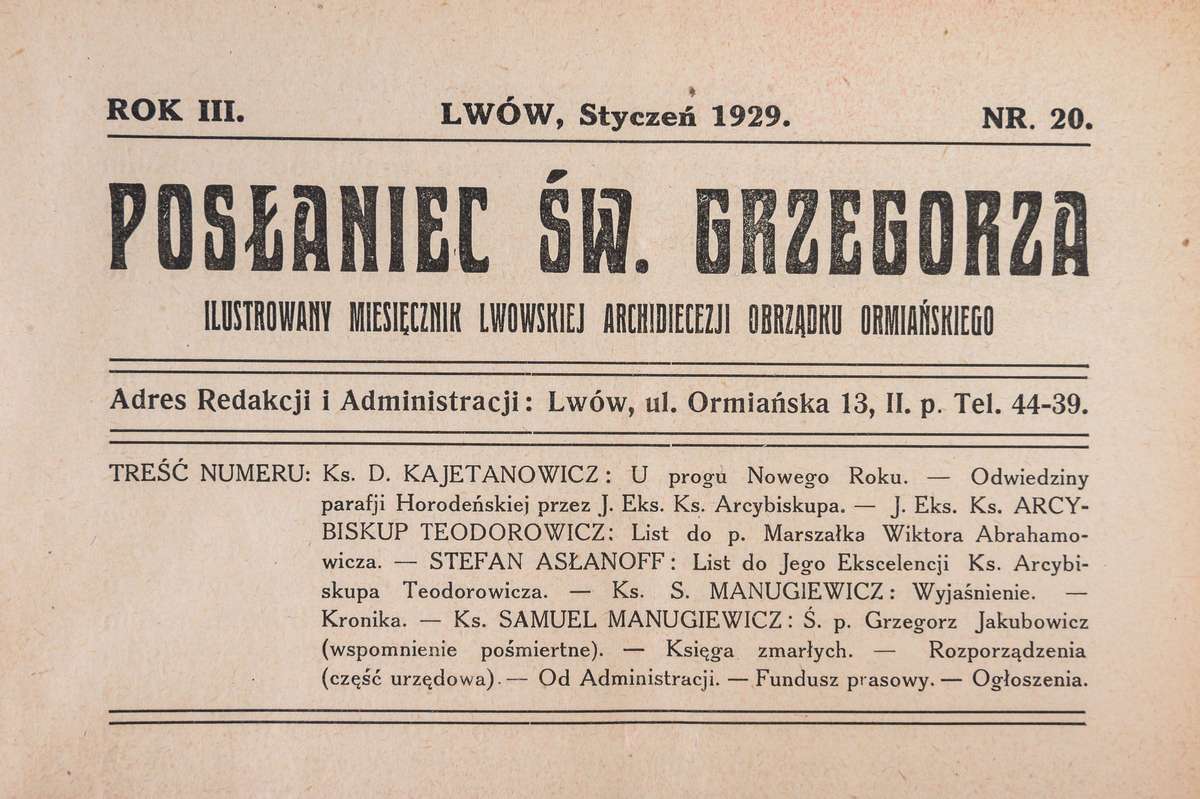 ROK III. LWÓW, Styczeń 1929. NR. 20.
POSŁANIEC ŚW. GRZEGORZA
ILUSTROWANY MIESIĘCZNIK LWOWSKIEJ ARCHIDIECEZJI OBRZĄDKU ORMIAŃSKIEGO
Adres Redakcji i Administracji: Lwów, ul. Ormiańska 13, II. p. Tel. 44-39.
TREŚĆ NUMERU: Ks. D. KAJETANOWICZ: U progu Nowego Roku. — Odwiedziny
parafji Horodeńskiej przez J. Eks. Ks. Arcybiskupa. — J. Eks. Ks. ARCY-
BISKUP TEODOROWICZ: List do p. Marszałka Wiktora Abrahamo-
wicza. — STEFAN ASŁANOFF: List do Jego Ekscelencji Ks. Arcybi-
skupa Teodorowicza. — Ks. S. MANUGIEWICZ: Wyjaśnienie. —
Kronika. — Ks. SAMUEL MANUGIEWICZ: Ś. p. Grzegorz Jakubowicz
(wspomnienie pośmiertne). — Księga zmarłych. — Rozporządzenia
(część urzędowa). — Od Administracji. — Fundusz prasowy. — Ogłoszenia.